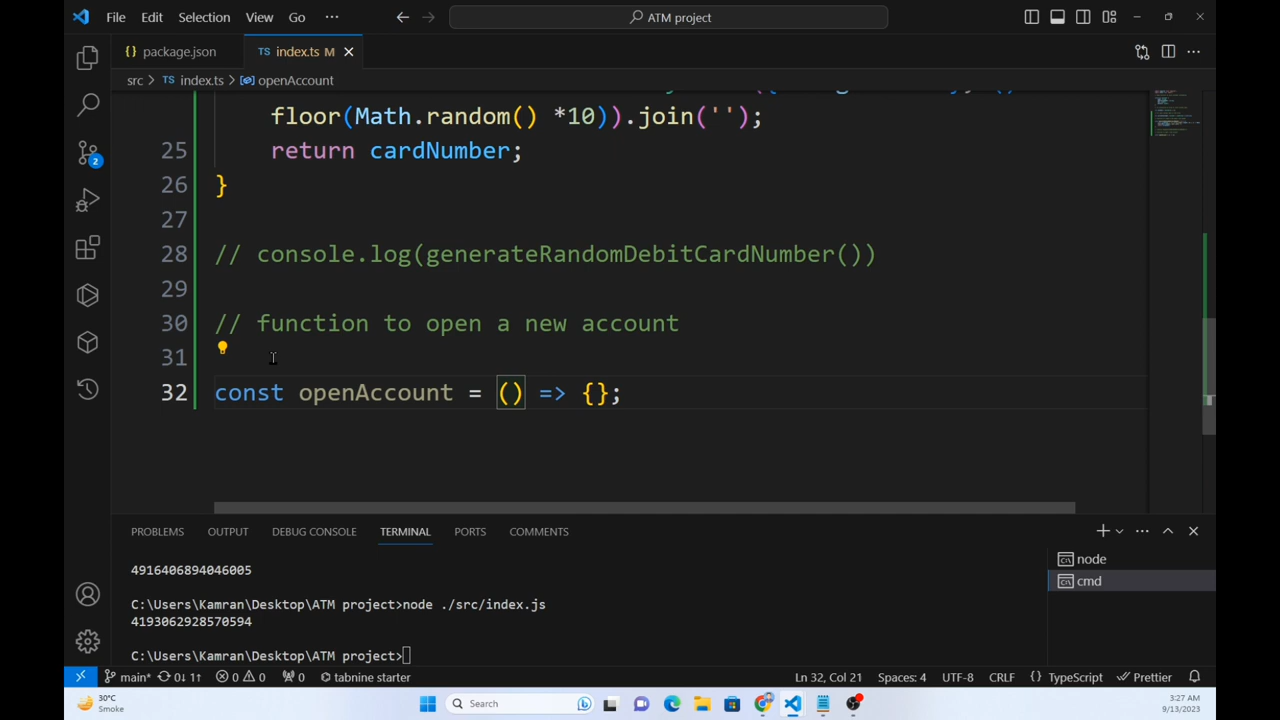 File Edit Selection View Go ··· ATM project
{} package.json TS index.ts M
src > TS index.ts > openAccount
floor(Math.random() *10)).join('');
25 return cardNumber;
26 }
27
28 // console.log(generateRandomDebitCardNumber())
29
30 // function to open a new account
31
32 const openAccount = () => {};
PROBLEMS OUTPUT DEBUG CONSOLE TERMINAL PORTS COMMENTS
4916406894046005
C:\Users\Kamran\Desktop\ATM project>node ./src/index.js
4193062928570594
C:\Users\Kamran\Desktop\ATM project>
node
cmd
2
main* 0↓ 1↑ 0 0 0 tabnine starter Ln 32, Col 21 Spaces: 4 UTF-8 CRLF {} TypeScript Prettier
30°C
Smoke
Search
3:27 AM
9/13/2023